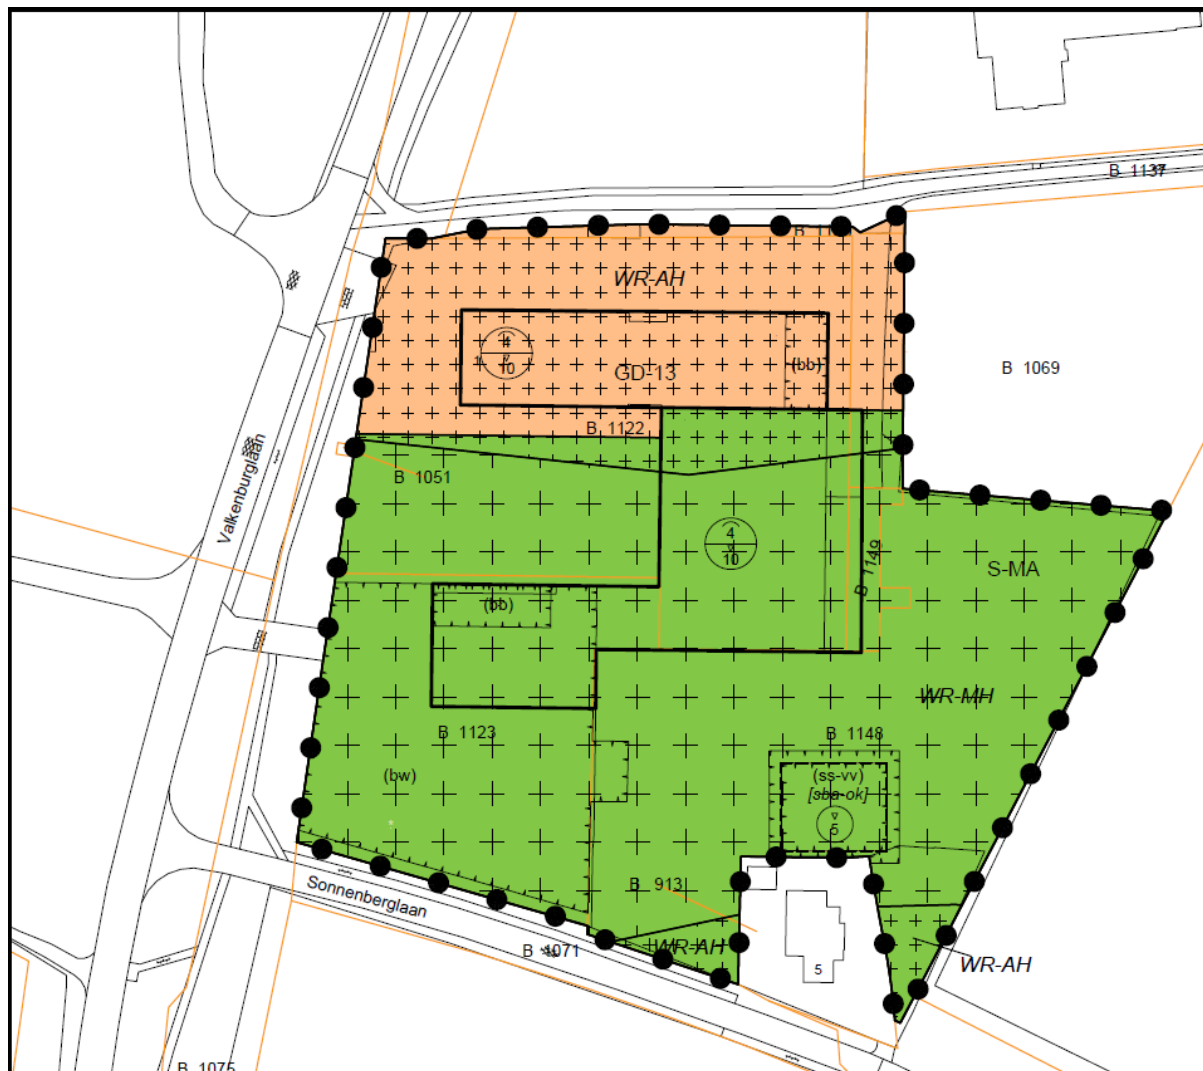 B 1137
WR-AH
B 1069
4
1
10
GD-13
(bb)
B 1122
Valkenburglaan
B 1051
4
10
B 1149
S-MA
(bb)
WR-MH
B 1123
B 1148
(bw)
(ss-vv)
[sba-ok]
5
Sonnenberglaan
B 913
B 1071
WR-AH
WR-AH
5
B 1075